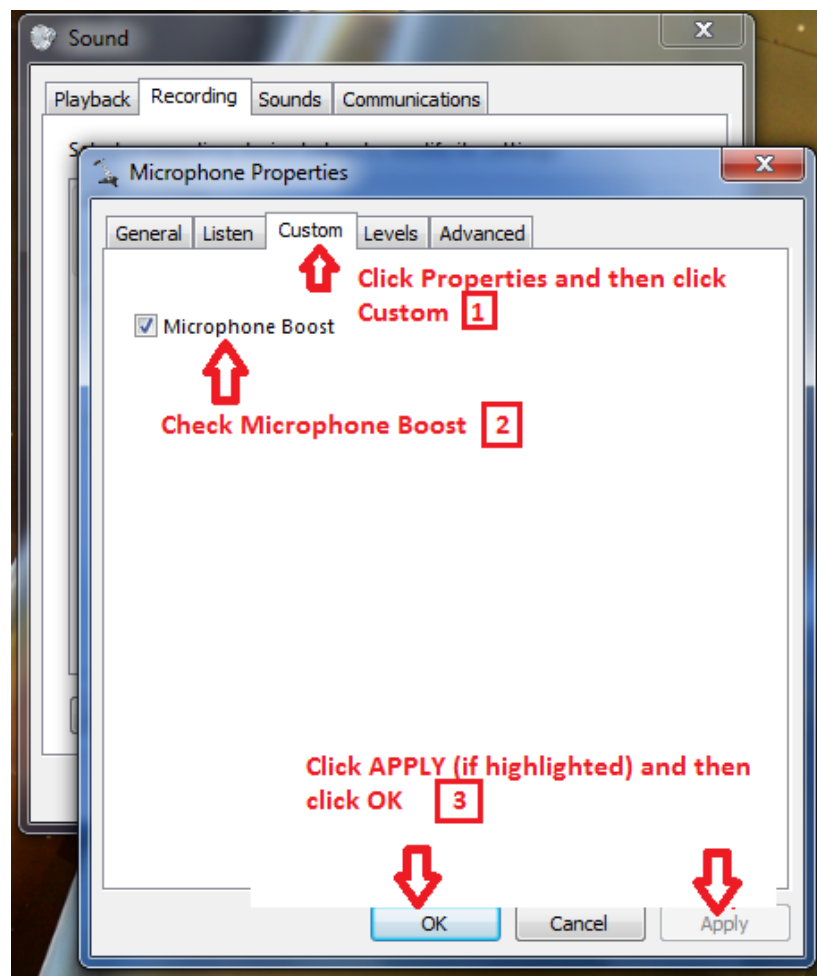 Sound
Playback Recording Sounds Communications
Microphone Properties
General Listen Custom Levels Advanced
Click Properties and then click
Custom 1
Microphone Boost
Check Microphone Boost 2
Click APPLY (if highlighted) and then
click OK 3
OK Cancel Apply